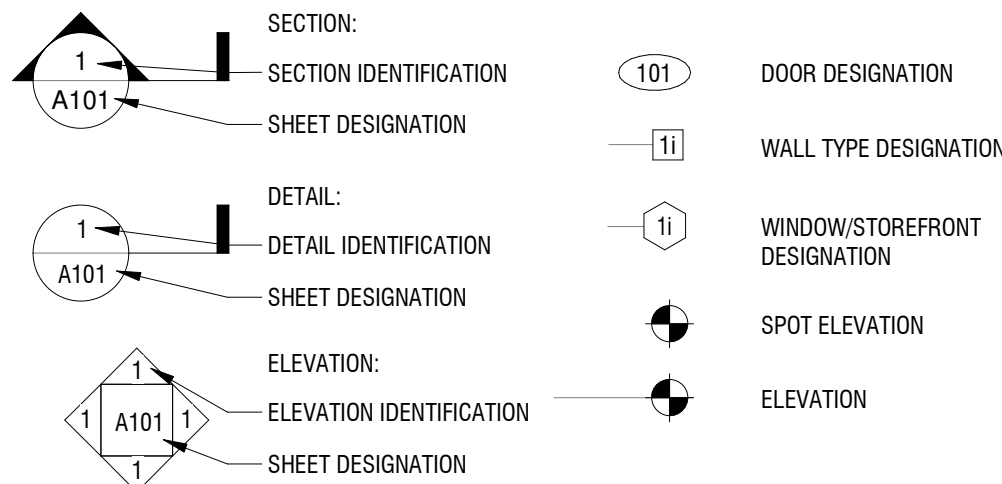 SECTION:
1
SECTION IDENTIFICATION
A101
SHEET DESIGNATION
DETAIL:
1
DETAIL IDENTIFICATION
A101
SHEET DESIGNATION
ELEVATION:
1
ELEVATION IDENTIFICATION
1 A101 1
SHEET DESIGNATION
1
101 DOOR DESIGNATION
1i WALL TYPE DESIGNATION
1i WINDOW/STOREFRONT
DESIGNATION
SPOT ELEVATION
ELEVATION